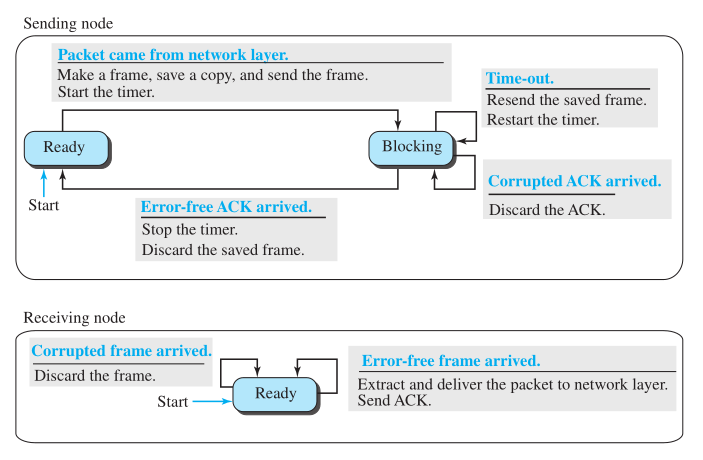 Sending node
Packet came from network layer.
Make a frame, save a copy, and send the frame.
Start the timer.
Time-out.
Resend the saved frame.
Restart the timer.
Ready
Blocking
Corrupted ACK arrived.
Discard the ACK.
Start
Error-free ACK arrived.
Stop the timer.
Discard the saved frame.
Receiving node
Corrupted frame arrived.
Discard the frame.
Start
Ready
Error-free frame arrived.
Extract and deliver the packet to network layer.
Send ACK.